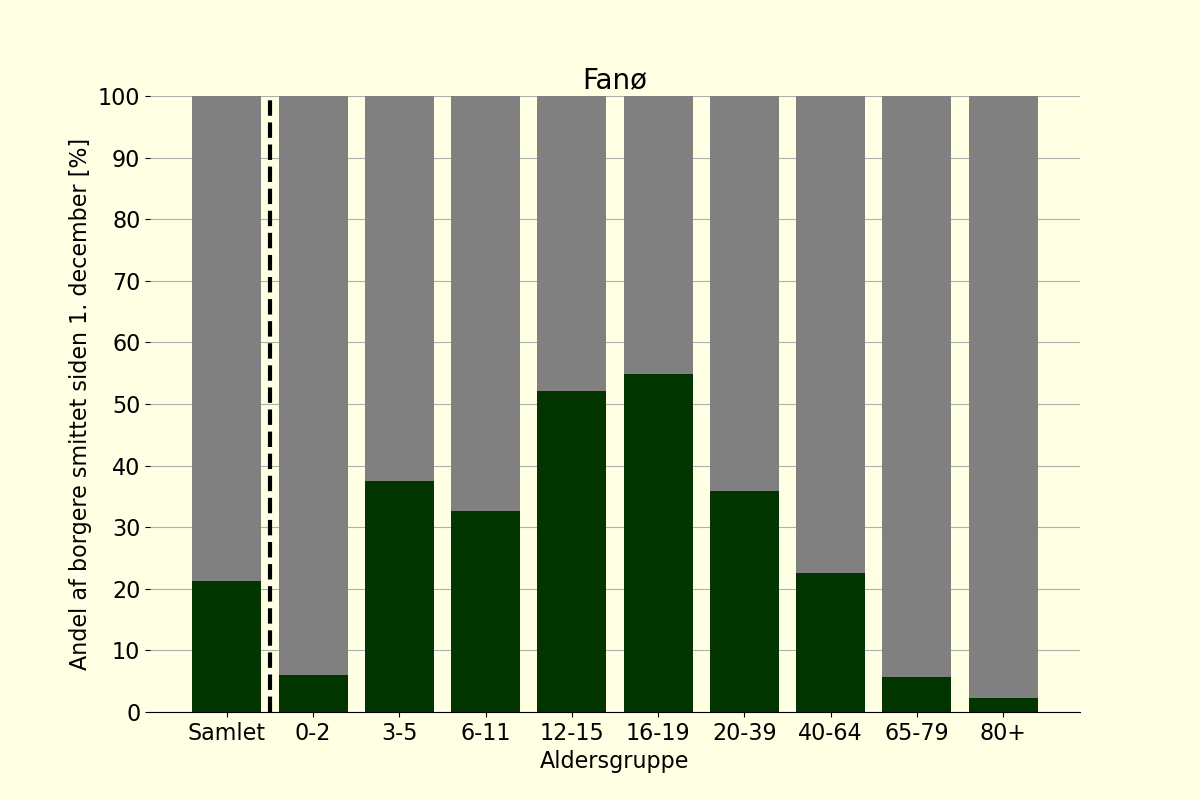 Fanø
Andel af borgere smittet siden 1. december [%]
100
90
80
70
60
50
40
30
20
10
0
Samlet 0-2 3-5 6-11 12-15 16-19 20-39 40-64 65-79 80+
Aldersgruppe